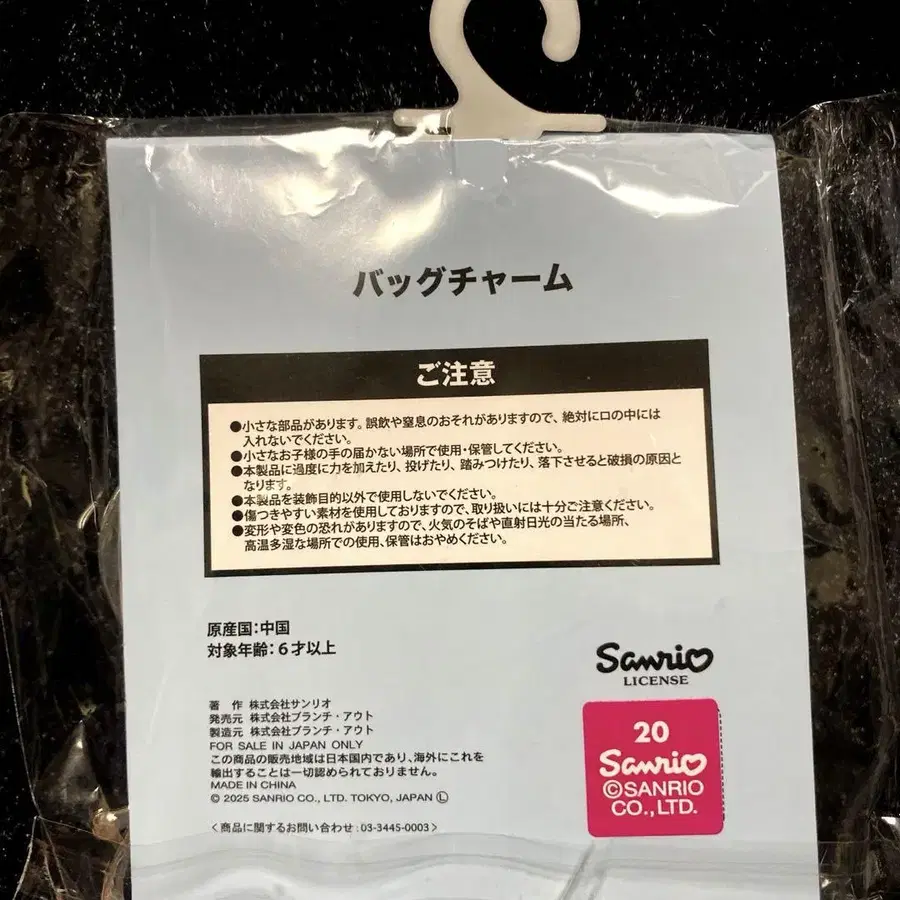 バッグチャーム
ご注意
●小さな部品があります。誤飲や窒息のおそれがありますので、絶対に口の中には
入れないでください。
●小さなお子様の手の届かない場所で使用・保管してください。
●本製品に過度に力を加えたり、投げたり、踏みつけたり、落下させると破損の原因と
なります。
●本製品を装飾目的以外で使用しないでください。
●傷つきやすい素材を使用しておりますので、取り扱いには十分ご注意ください。
●変形や変色の恐れがありますので、火気のそばや直射日光の当たる場所、
高温多湿な場所での使用、保管はおやめください。
原産国:中国
対象年齢:6才以上
著 作 株式会社サンリオ
発売元 株式会社ブランチ・アウト
製造元 株式会社ブランチ・アウト
FOR SALE IN JAPAN ONLY
この商品の販売地域は日本国内であり、海外にこれを
輸出することは一切認められておりません。
MADE IN CHINA
© 2025 SANRIO CO., LTD. TOKYO, JAPAN Ⓛ
<商品に関するお問い合わせ:03-3445-0003>
Sanrio
LICENSE
20
Sanrio
©SANRIO
CO.,LTD.